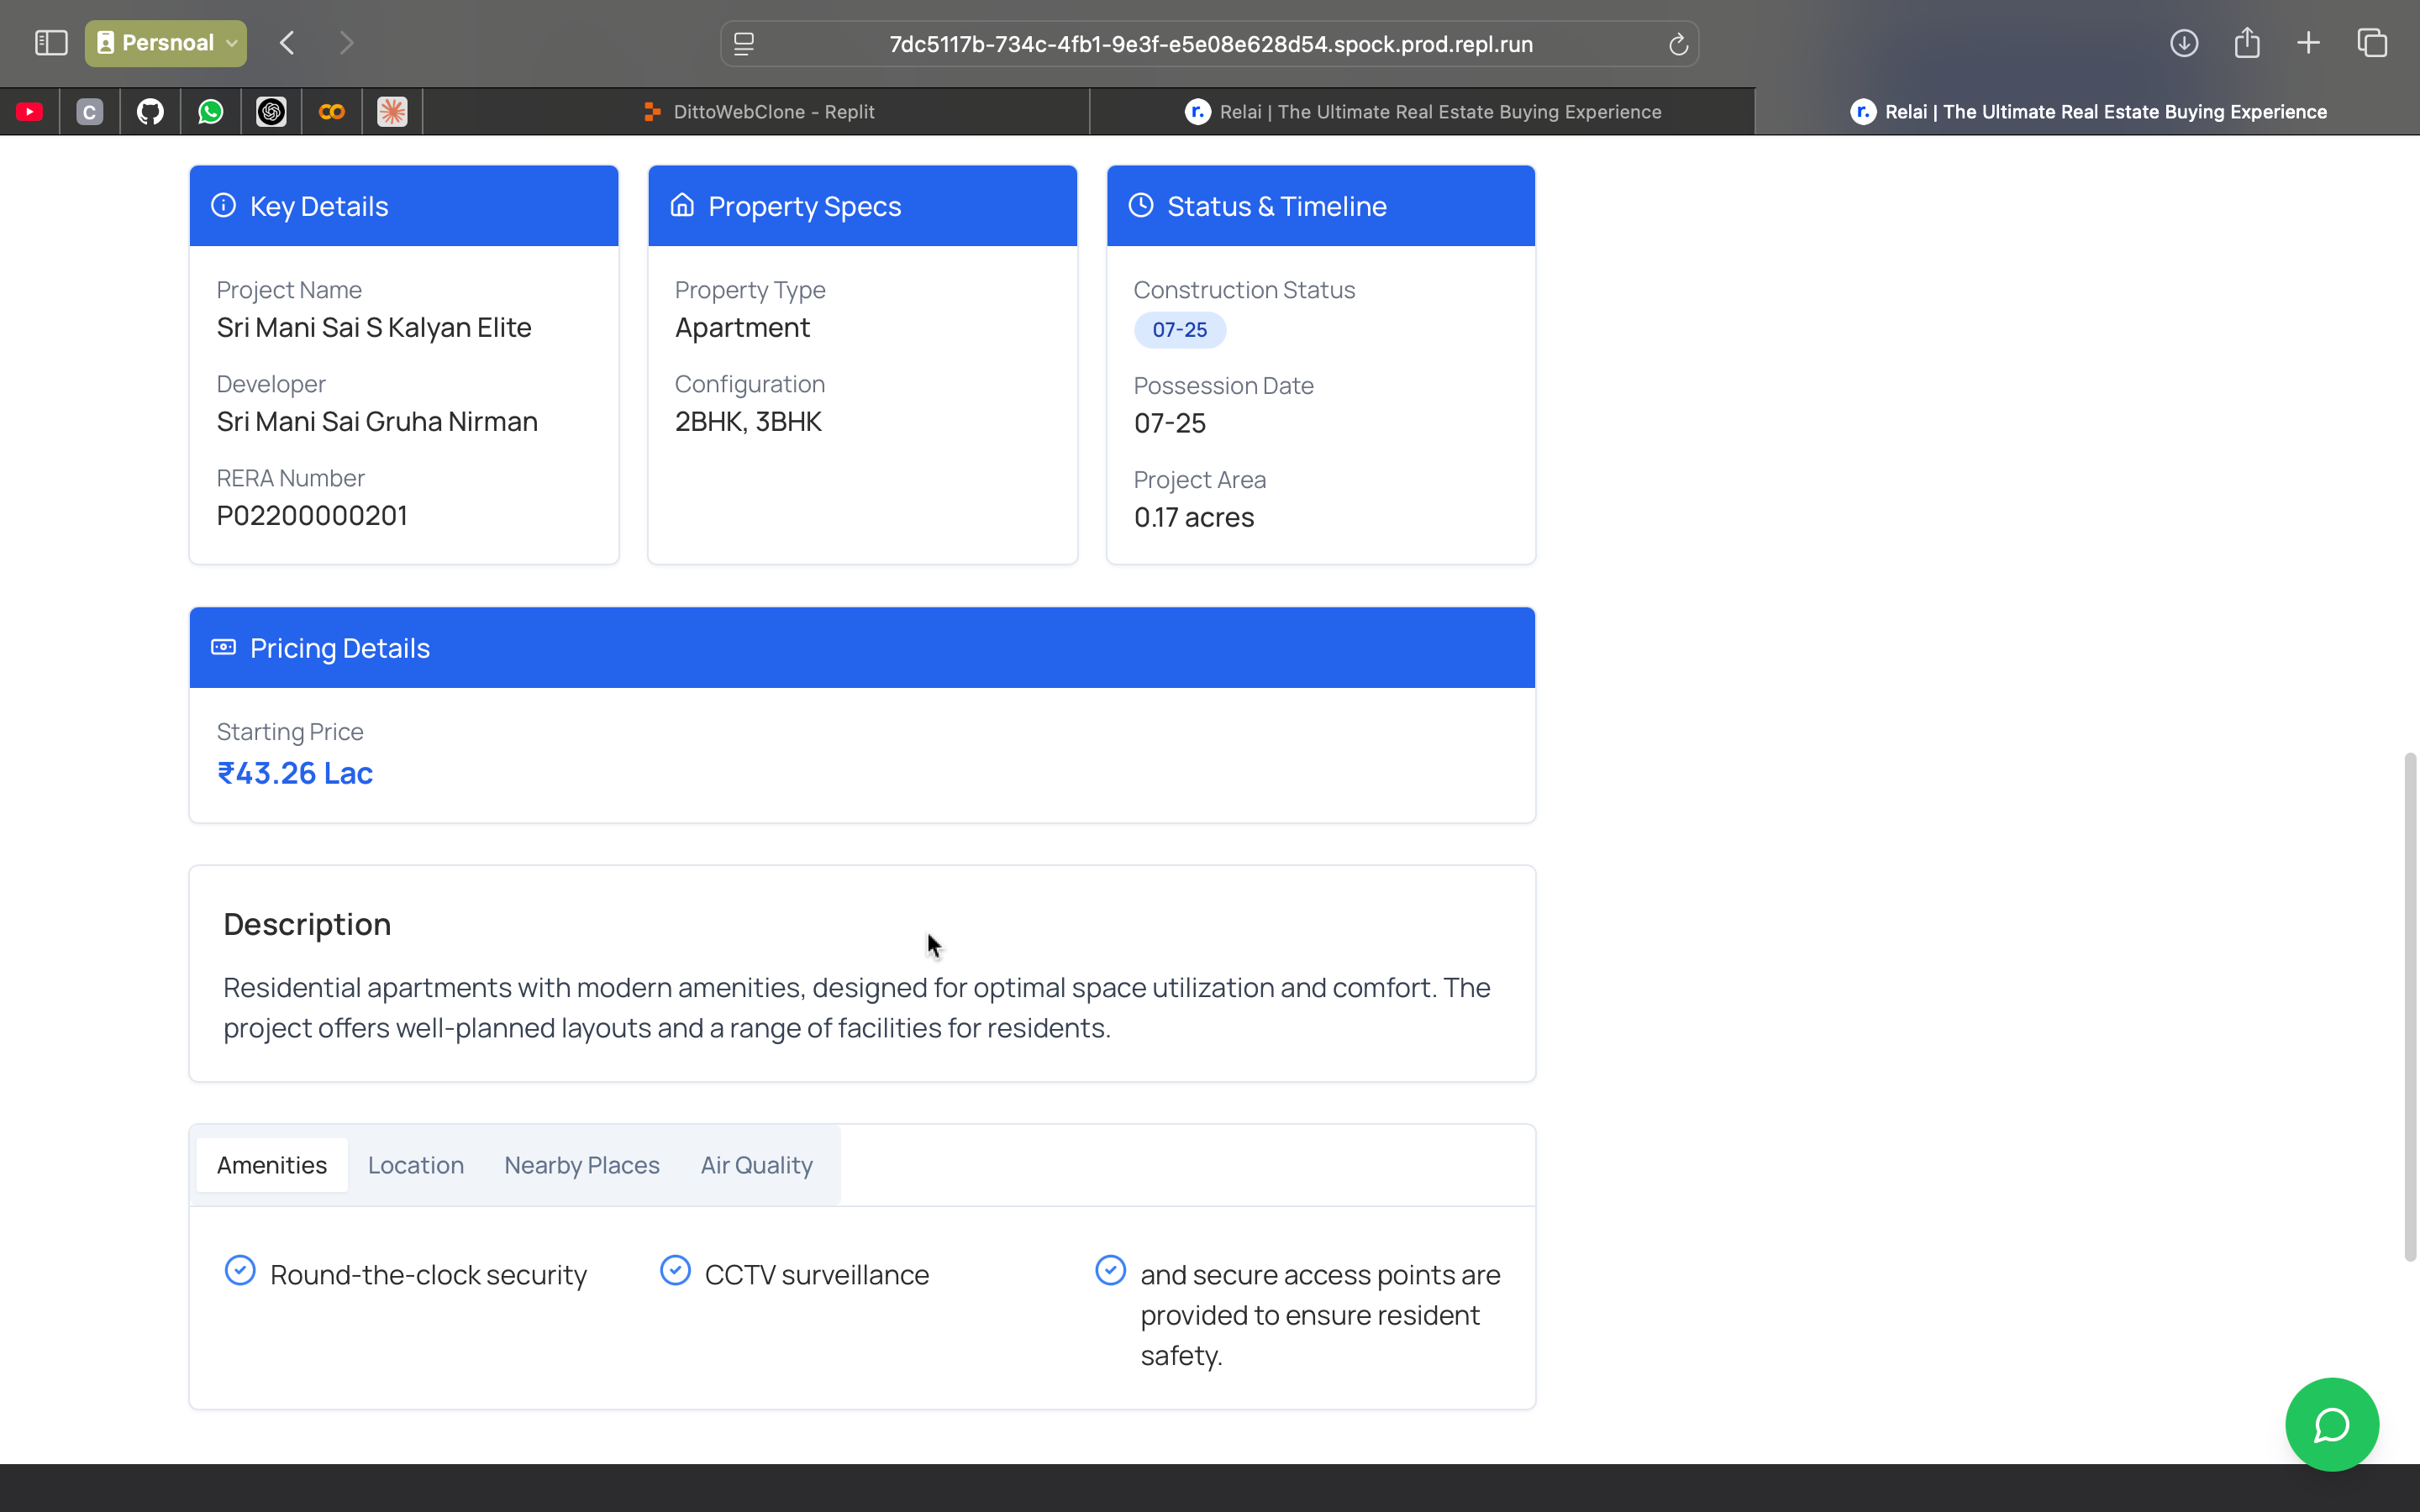 Persnoal
7dc5117b-734c-4fb1-9e3f-e5e08e628d54.spock.prod.repl.run
C
DittoWebClone - Replit
r. Relai | The Ultimate Real Estate Buying Experience
r. Relai | The Ultimate Real Estate Buying Experience
Key Details
Project Name
Sri Mani Sai S Kalyan Elite
Developer
Sri Mani Sai Gruha Nirman
RERA Number
P02200000201
Property Specs
Property Type
Apartment
Configuration
2BHK, 3BHK
Status & Timeline
Construction Status
07-25
Possession Date
07-25
Project Area
0.17 acres
Pricing Details
Starting Price
₹43.26 Lac
Description
Residential apartments with modern amenities, designed for optimal space utilization and comfort. The
project offers well-planned layouts and a range of facilities for residents.
Amenities Location Nearby Places Air Quality
Round-the-clock security
CCTV surveillance
and secure access points are
provided to ensure resident
safety.